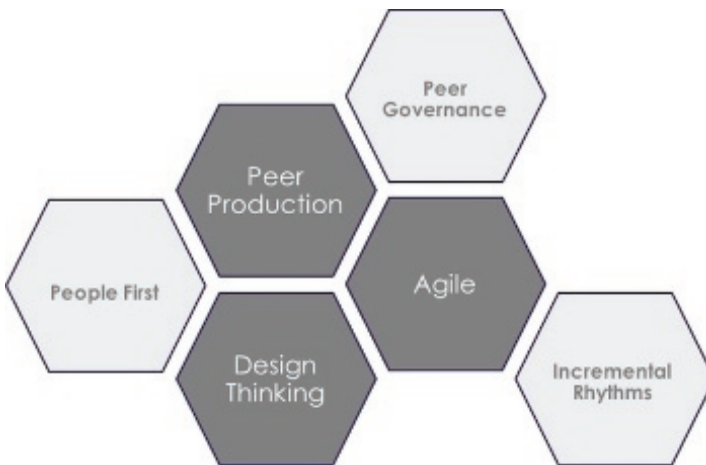 Peer
Governance
Peer
Production
People First
Agile
Design
Thinking
Incremental
Rhythms